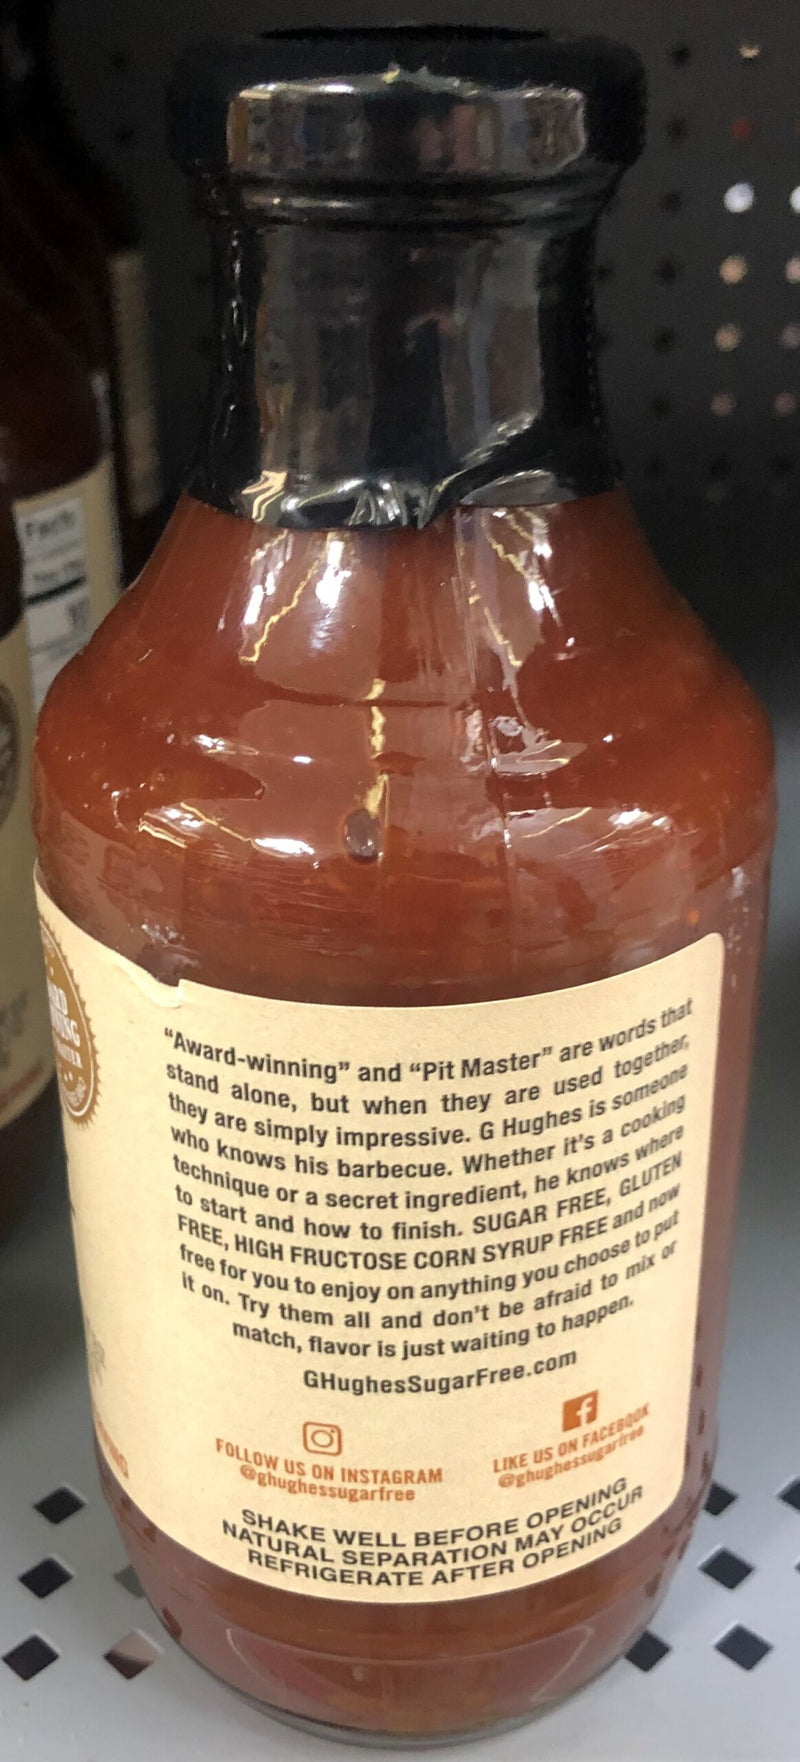 "Award-winning" and "Pit Master" are words that
stand alone, but when they are used together,
they are simply impressive. G Hughes is someone
who knows his barbecue. Whether it's a cooking
technique or a secret ingredient, he knows where
to start and how to finish. SUGAR FREE, GLUTEN
FREE, HIGH FRUCTOSE CORN SYRUP FREE and now
free for you to enjoy on anything you choose to put
it on. Try them all and don't be afraid to mix or
match, flavor is just waiting to happen.
GHughesSugarFree.com
FOLLOW US ON INSTAGRAM
@ghughessugarfree
LIKE US ON FACEBOOK
@ghughessugarfree
SHAKE WELL BEFORE OPENING
NATURAL SEPARATION MAY OCCUR
REFRIGERATE AFTER OPENING